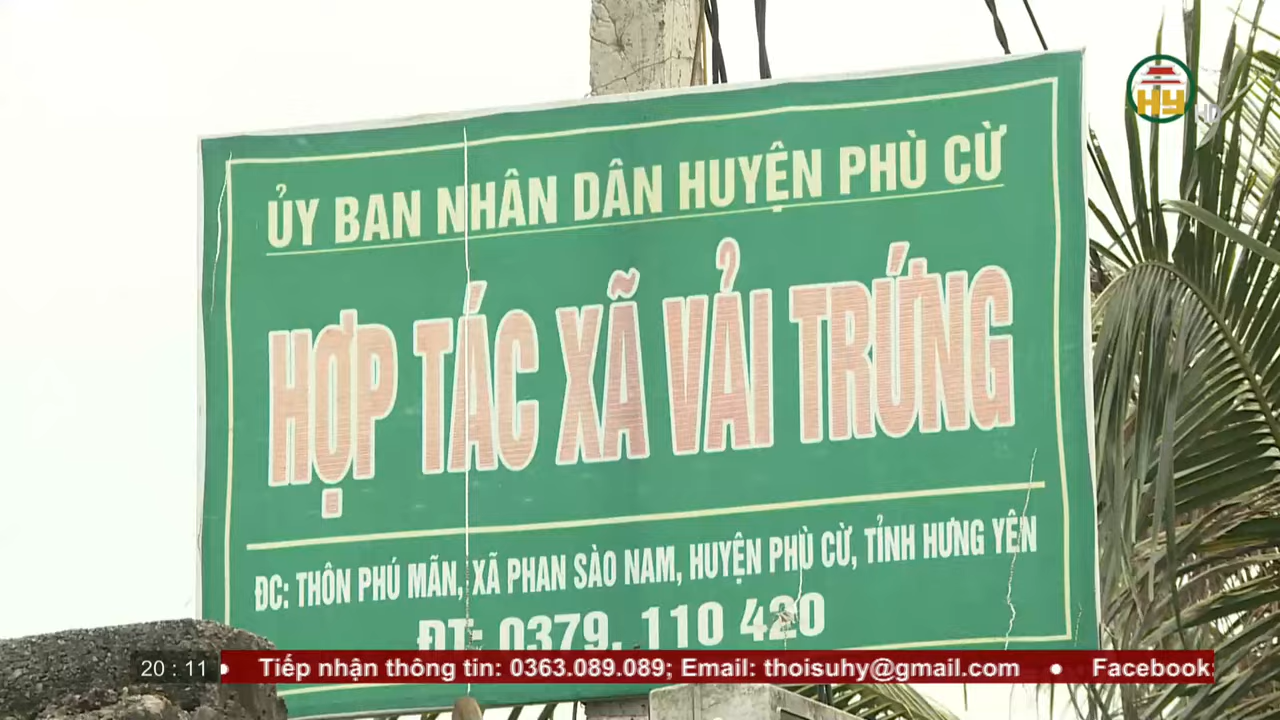 HY
HD
ỦY BAN NHÂN DÂN HUYỆN PHÙ CỪ
HỢP TÁC XÃ VẢI TRỨNG
ĐC: THÔN PHÚ MÃN, XÃ PHAN SÀO NAM, HUYỆN PHÙ CỪ, TỈNH HƯNG YÊN
ĐT: 0379. 110 420
20 : 11 • Tiếp nhận thông tin: 0363.089.089; Email: thoisuhy@gmail.com • Facebook: